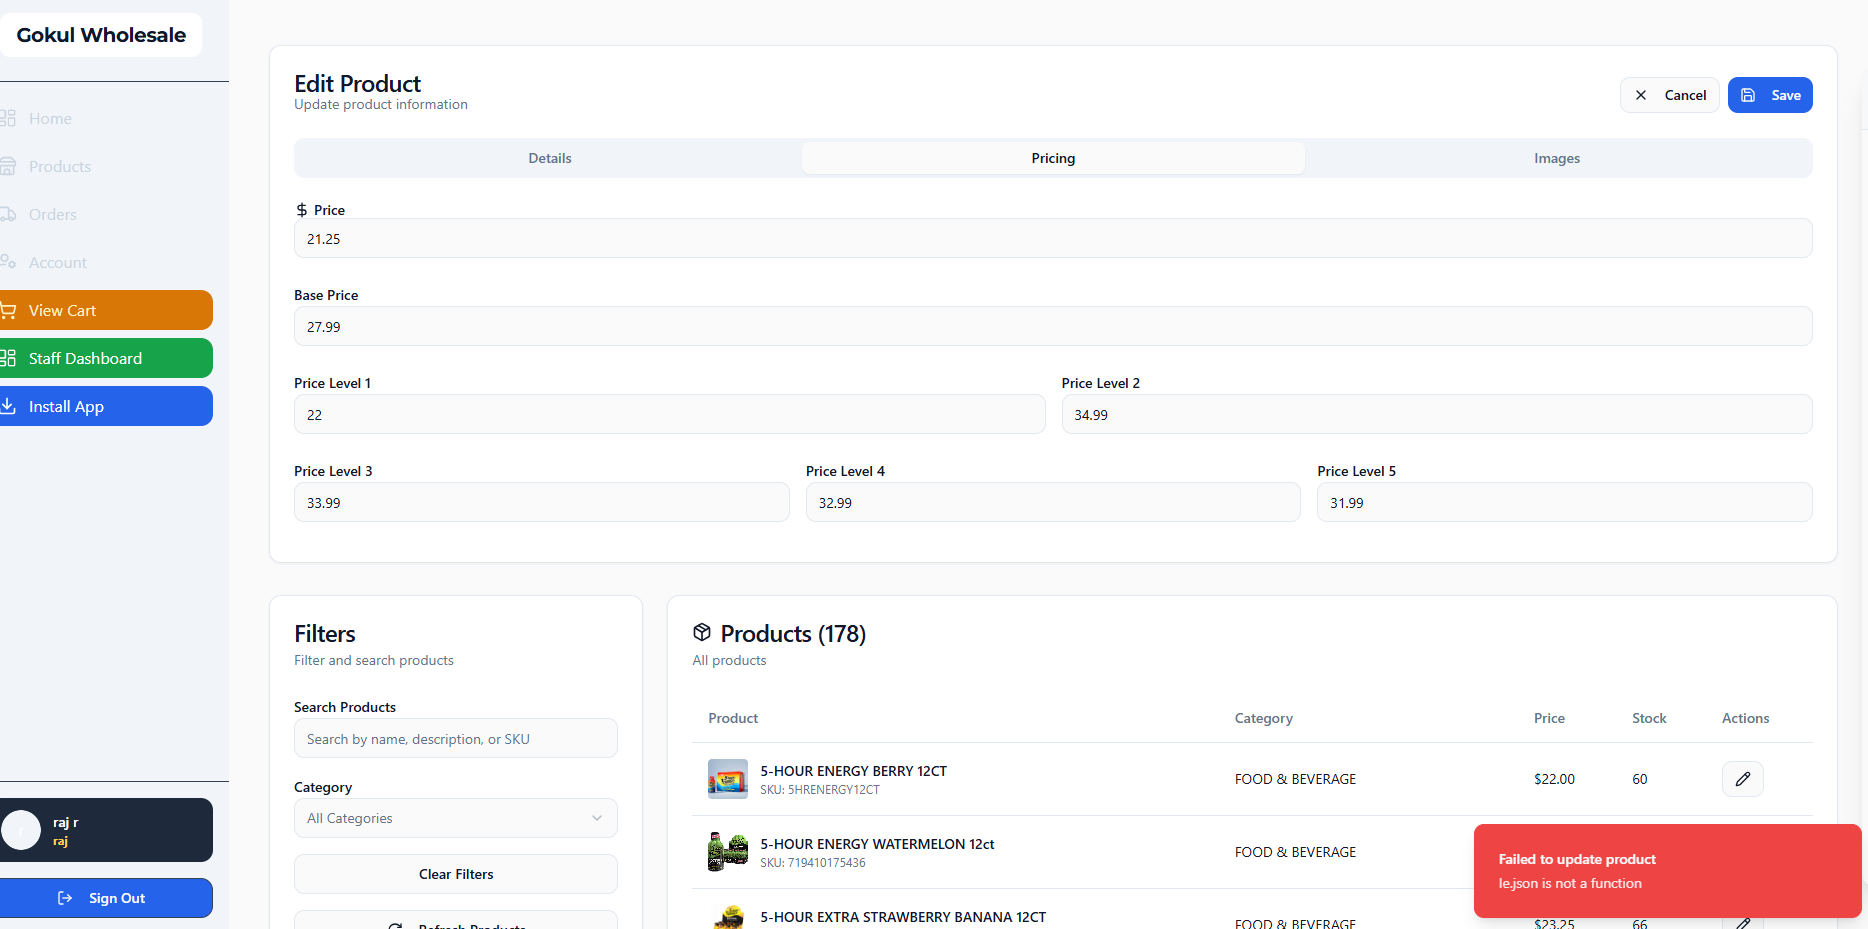 Gokul Wholesale
Home
Products
Orders
Account
View Cart
Staff Dashboard
Install App
raj r
raj
Sign Out
Edit Product
Update product information
Cancel
Save
Details
Pricing
Images
$ Price
21.25
Base Price
27.99
Price Level 1
22
Price Level 2
34.99
Price Level 3
33.99
Price Level 4
32.99
Price Level 5
31.99
Filters
Filter and search products
Search Products
Search by name, description, or SKU
Category
All Categories
Clear Filters
Refresh Products
Products (178)
All products
Product Category Price Stock Actions
5-HOUR ENERGY BERRY 12CT
SKU: 5HRENERGY12CT
FOOD & BEVERAGE
$22.00
60
5-HOUR ENERGY WATERMELON 12ct
SKU: 719410175436
FOOD & BEVERAGE
5-HOUR EXTRA STRAWBERRY BANANA 12CT
FOOD & BEVERAGE
$23.25
66
Failed to update product
le.json is not a function